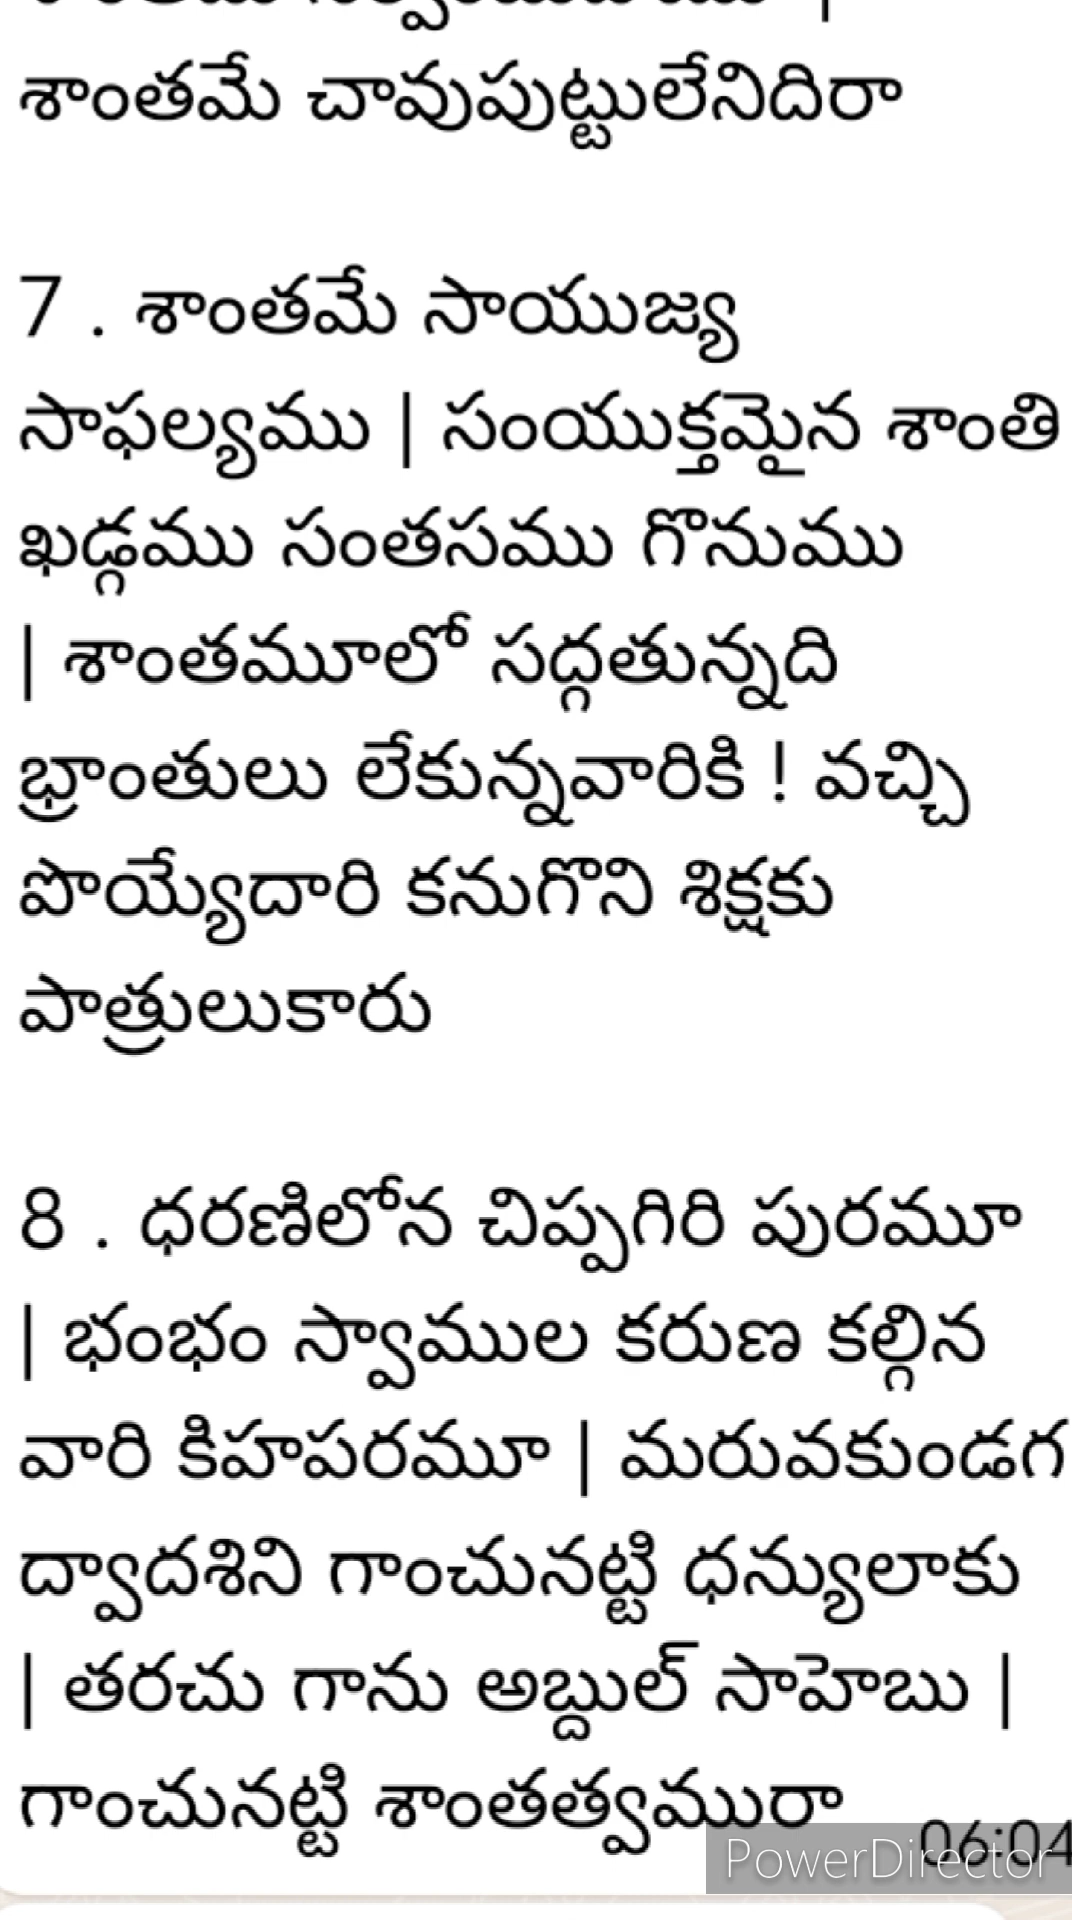 శాంతమే చావుపుట్టులేనిదిరా
7 . శాంతమే సాయుజ్య
సాఫల్యము | సంయుక్తమైన శాంతి
ఖడ్గము సంతసము గొనుము
| శాంతమూలో సద్గతున్నది
భ్రాంతులు లేకున్నవారికి ! వచ్చి
పొయ్యేదారి కనుగొని శిక్షకు
పాత్రులుకారు
8 . ధరణిలోన చిప్పగిరి పురమూ
| భంభం స్వాముల కరుణ కల్గిన
వారి కిహపరమూ | మరువకుండగ
ద్వాదశిని గాంచునట్టి ధన్యులాకు
| తరచు గాను అబ్దుల్ సాహెబు |
గాంచునట్టి శాంతత్వమురా
06:04
PowerDirector